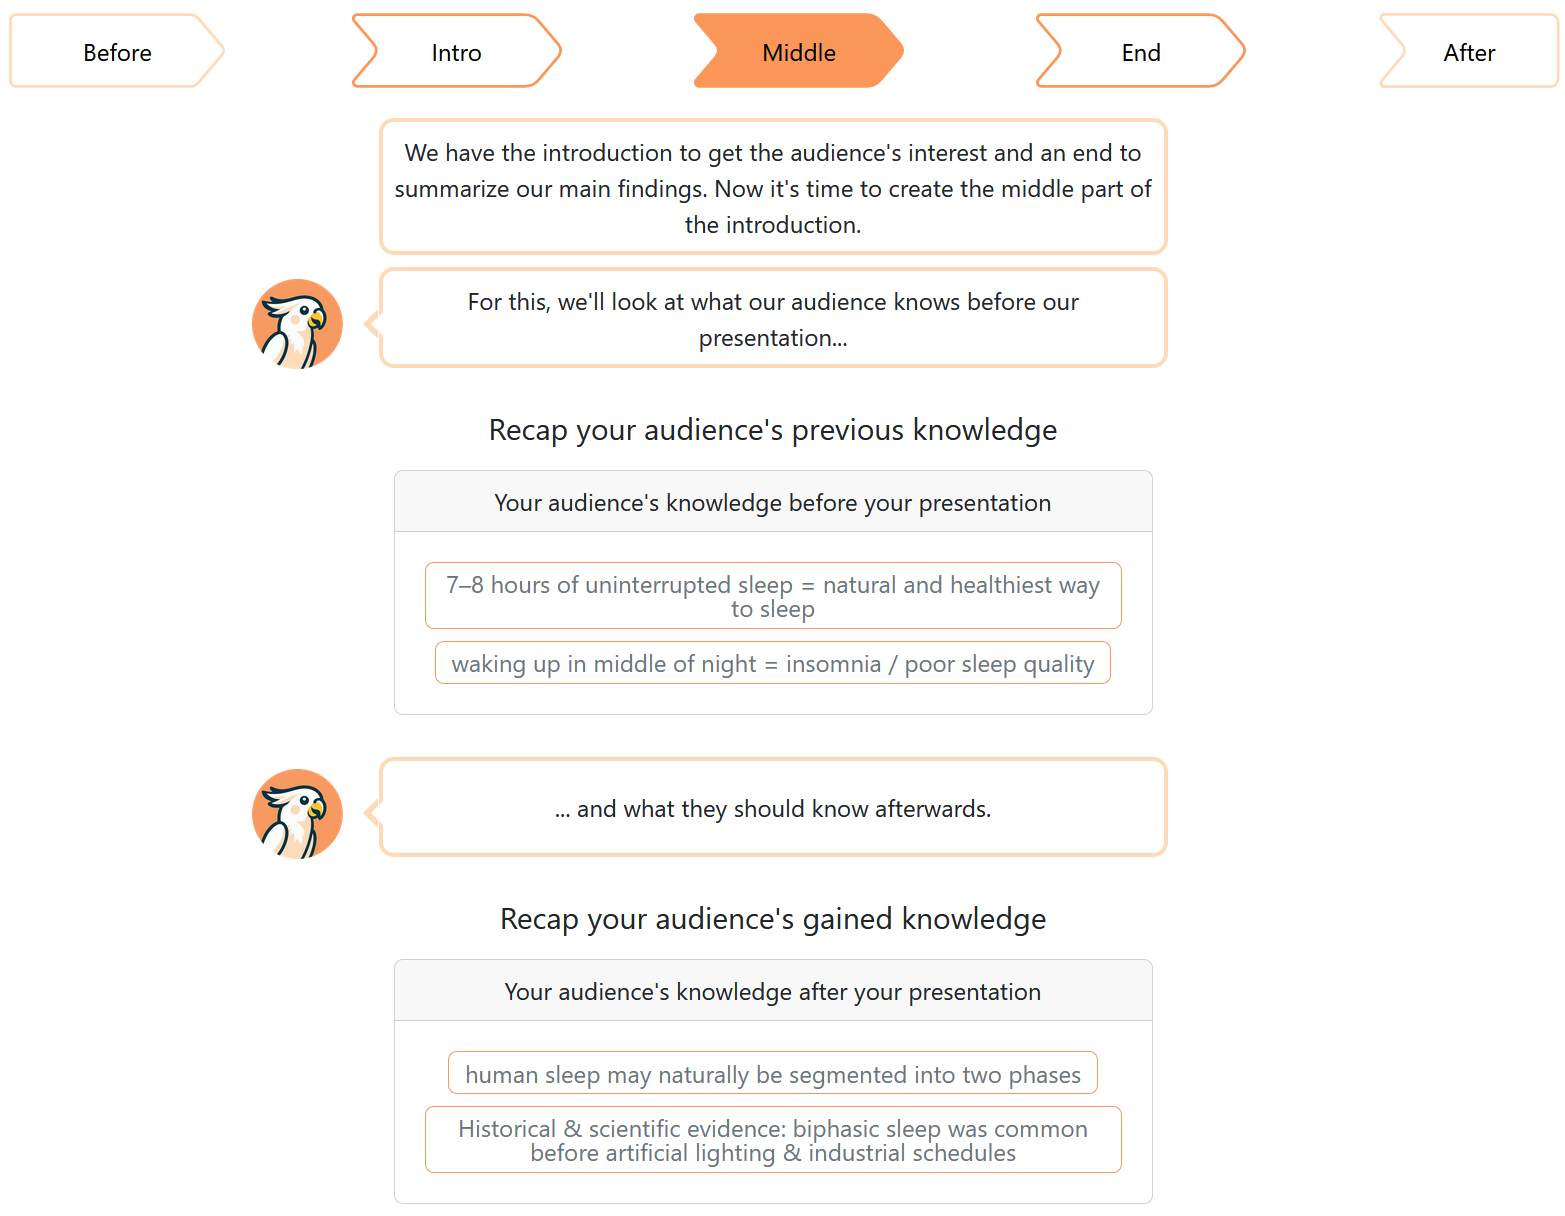 Before
Intro
Middle
End
After
We have the introduction to get the audience's interest and an end to
summarize our main findings. Now it's time to create the middle part of
the introduction.
For this, we'll look at what our audience knows before our
presentation...
Recap your audience's previous knowledge
Your audience's knowledge before your presentation
7–8 hours of uninterrupted sleep = natural and healthiest way
to sleep
waking up in middle of night = insomnia / poor sleep quality
... and what they should know afterwards.
Recap your audience's gained knowledge
Your audience's knowledge after your presentation
human sleep may naturally be segmented into two phases
Historical & scientific evidence: biphasic sleep was common
before artificial lighting & industrial schedules